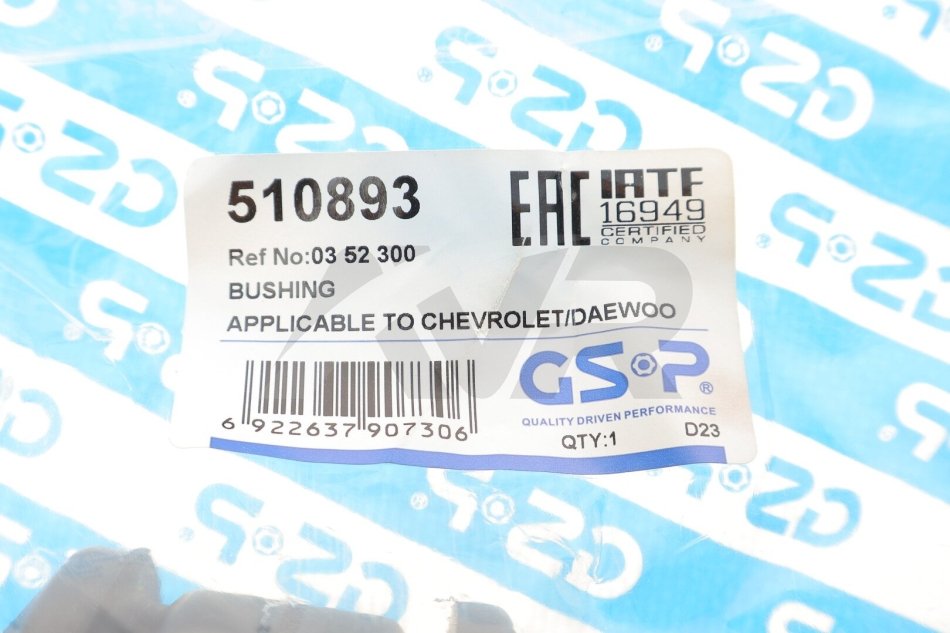 510893
EAC
IATF
16949
CERTIFIED
COMPANY
Ref No:03 52 300
BUSHING
APPLICABLE TO CHEVROLET/DAEWOO
GSP®
QUALITY DRIVEN PERFORMANCE
6 922637 907306
QTY:1
D23